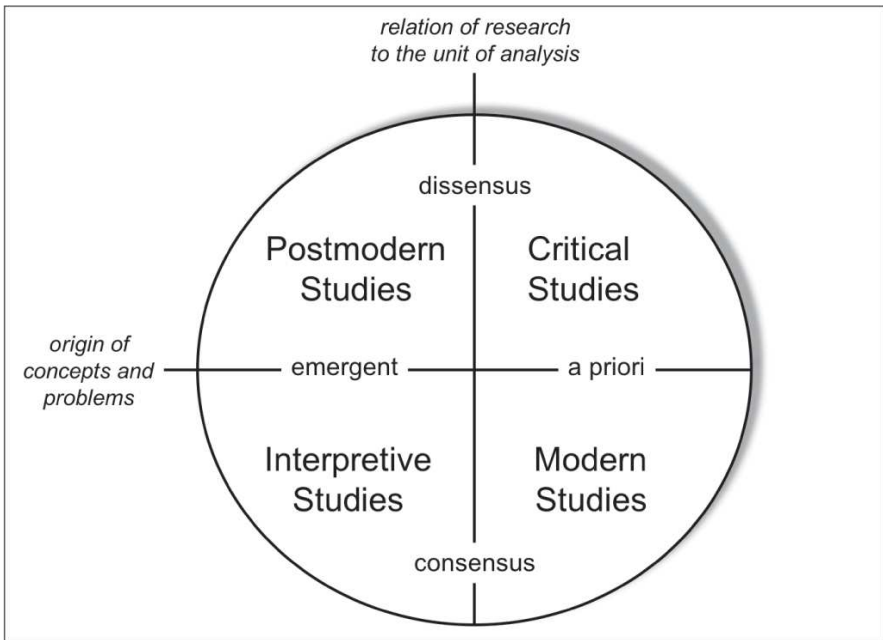 relation of research
to the unit of analysis
dissensus
Postmodern
Studies
Critical
Studies
origin of
concepts and
problems
emergent
a priori
Interpretive
Studies
Modern
Studies
consensus